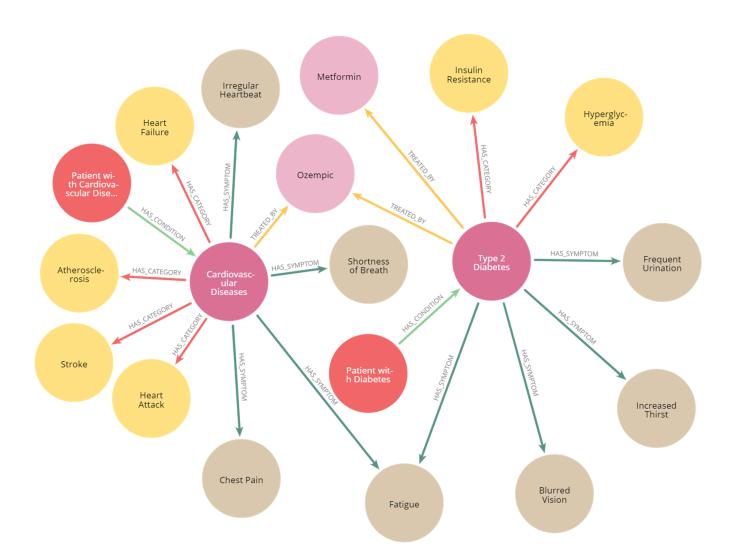 Irregular
Heartbeat
Metformin
Insulin
Resistance
Hyperglyc-
emia
Heart
Failure
Patient wi-
th Cardiova-
scular Dise...
Ozempic
HAS_CATEGORY
HAS_SYMPTOM
TREATED_BY
TREATED_BY
HAS_CATEGORY
HAS_CATEGORY
HAS_CONDITION
TREATED_BY
Atheroscle-
rosis
HAS_CATEGORY
Cardiovasc-
ular
Diseases
HAS_SYMPTOM
Shortness
of Breath
Type 2
Diabetes
HAS_SYMPTOM
Frequent
Urination
HAS_CATEGORY
HAS_CATEGORY
HAS_CONDITION
HAS_SYMPTOM
Stroke
Heart
Attack
HAS_SYMPTOM
HAS_SYMPTOM
Patient wit-
h Diabetes
HAS_SYMPTOM
HAS_SYMPTOM
Increased
Thirst
Chest Pain
Fatigue
Blurred
Vision